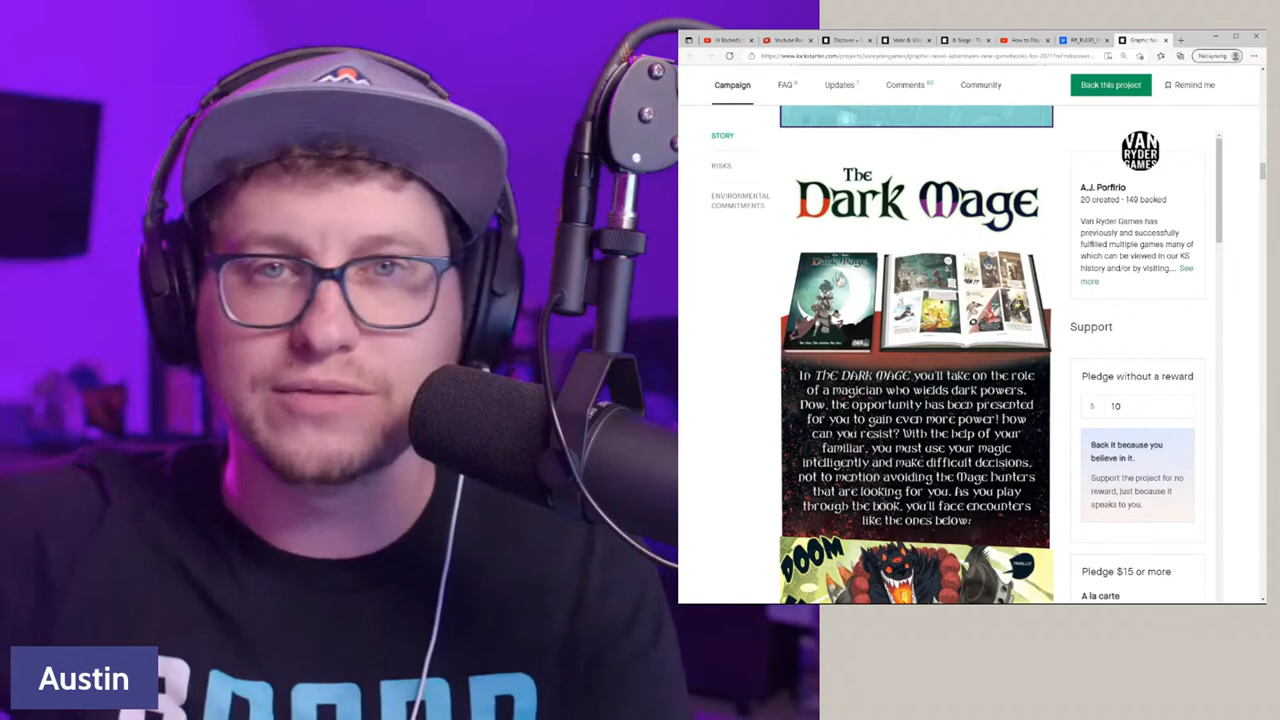 Campaign
FAQ
Updates 1
Comments 80
Community
Back this project
Remind me
STORY
RISKS
ENVIRONMENTAL
COMMITMENTS
The
Dark Mage
In THE DARK MAGE you'll take on the role
of a magician who wields dark powers.
Now, the opportunity has been presented
for you to gain even more power! how
can you resist? With the help of your
familiar, you must use your magic
intelligently and make difficult decisions,
not to mention avoiding the Mage hunters
that are looking for you. As you play
through the book, you'll face encounters
like the ones below:
DOOM
VAN
RYDER
GAMES
A.J. Porfirio
20 created · 149 backed
Van Ryder Games has
previously and successfully
fulfilled multiple games many of
which can be viewed in our KS
history and/or by visiting... See
more
Support
Pledge without a reward
$ 10
Back it because you
believe in it.
Support the project for no
reward, just because it
speaks to you.
Pledge $15 or more
A la carte
Not syncing
Austin